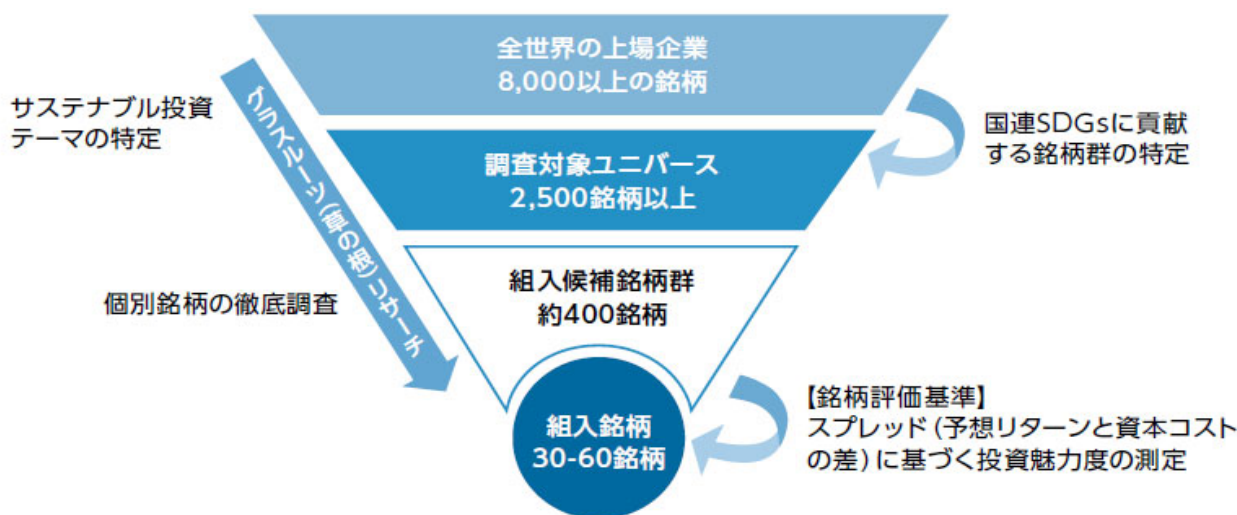 全世界の上場企業
8,000以上の銘柄
サステナブル投資
テーマの特定
グラスルーツ(草の根)リサーチ
国連SDGsに貢献
する銘柄群の特定
調査対象ユニバース
2,500銘柄以上
組入候補銘柄群
約400銘柄
個別銘柄の徹底調査
組入銘柄
30-60銘柄
【銘柄評価基準】
スプレッド(予想リターンと資本コスト
の差)に基づく投資魅力度の測定